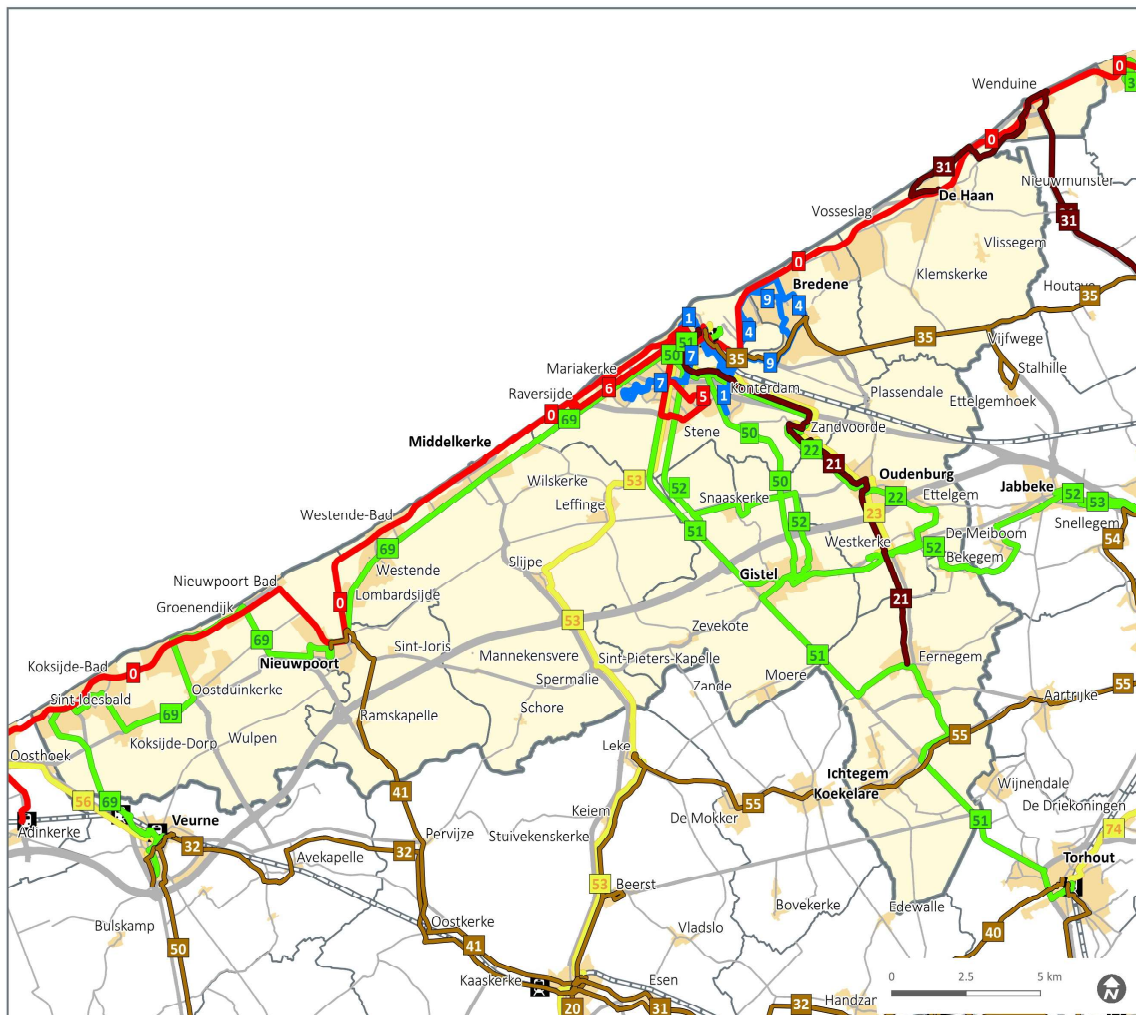 0
3
Wenduine
0
31
Nieuwmunster
De Haan
Vosseslag
31
Vlissegem
0
Klemskerke
Bredene
Houtave
9
4
35
1
4
51
35
Vijfwege
50
7
35
9
Mariakerke
Stalhille
6
7
Konterdam
Plassendale
Raversijde
5
1
Ettelgemhoek
0
69
Stene
50
Zandvoorde
Middelkerke
22
21
Oudenburg
Wilskerke
53
50
52
Snaaskerke
22
Ettelgem
Jabbeke
52
53
Leffinge
23
Snellegem
Westende-Bad
51
52
De Meiboom
Westkerke
52
Bekegem
54
69
Slijpe
Westende
Gistel
Nieuwpoort Bad
Lombardsijde
21
Groenendijk
0
53
Zevekote
69
Sint-Joris
Mannekensvere
Sint-Pieters-Kapelle
51
Eernegem
Nieuwpoort
Koksijde-Bad
0
Spermalie
Moere
Oostduinkerke
Zande
55
Sint-Idesbald
Aartrijke
69
Ramskapelle
Schore
Koksijde-Dorp
Wulpen
Leke
55
Oosthoek
Ichtegem
Wijnendale
56
69
41
Koekelare
De Driekoningen
Keiem
55
De Mokker
Adinkerke
Veurne
Pervijze
Stuivekenskerke
51
74
32
32
Avekapelle
Torhout
53
Beerst
Bovekerke
Edewalle
Oostkerke
Vladslo
Bulskamp
40
50
41
Kaaskerke
Esen
0 2.5 5 km
20
31
32
Handzar
N